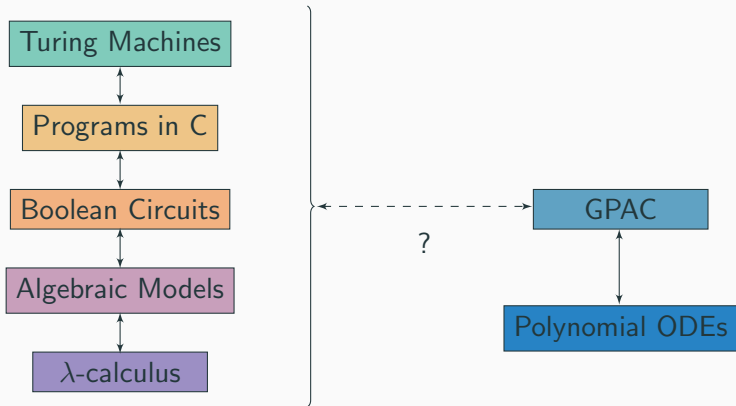 Turing Machines
Programs in C
Boolean Circuits
Algebraic Models
λ-calculus
?
GPAC
Polynomial ODEs